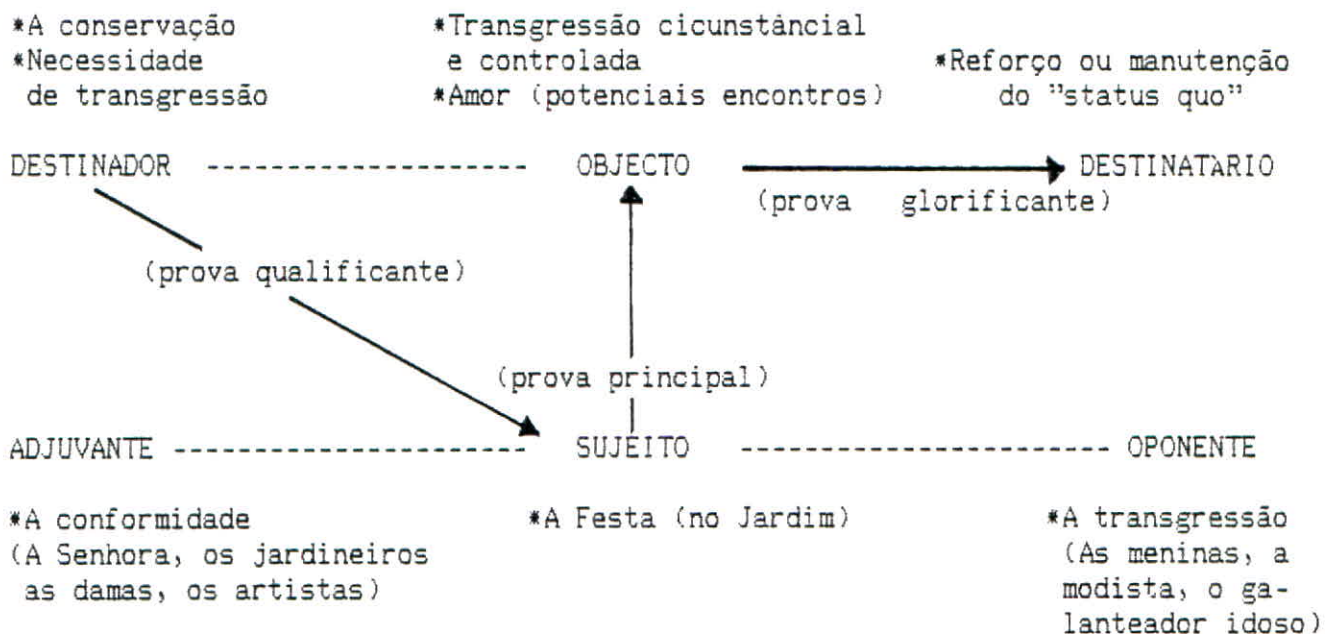 *A conservação
*Necessidade
de transgressão
*Transgressão cicunstáncial
e controlada
*Amor (potenciais encontros)
*Reforço ou manutenção
do "status quo"
DESTINADOR ------------------- OBJECTO DESTINATÀRIO
(prova glorificante)
(prova qualificante)
(prova principal)
ADJUVANTE --------------------- SUJEITO ---------------------- OPONENTE
*A conformidade
(A Senhora, os jardineiros
as damas, os artistas)
*A Festa (no Jardim)
*A transgressão
(As meninas, a
modista, o ga-
lanteador idoso)